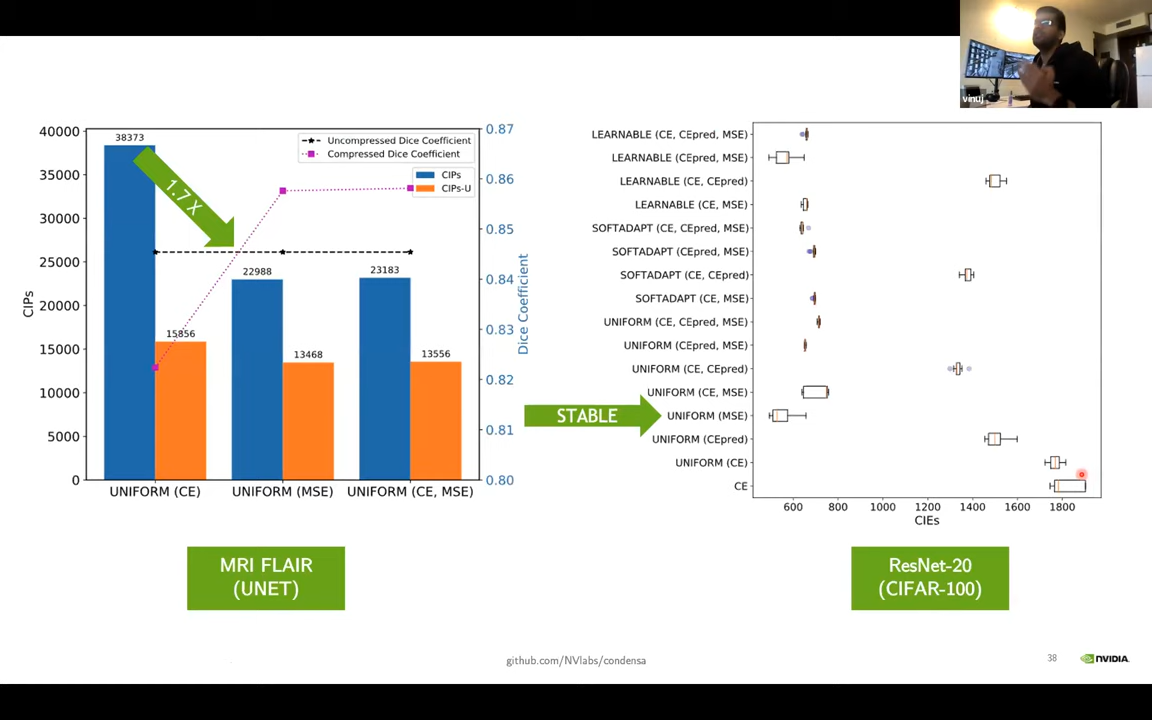 vinuj
40000
35000
30000
25000
20000
15000
10000
5000
0
CIPs
38373
15856
22988
13468
23183
13556
1.7 X
Uncompressed Dice Coefficient
Compressed Dice Coefficient
CIPs
CIPs-U
0.87
0.86
0.85
0.84
0.83
0.82
0.81
0.80
Dice Coefficient
UNIFORM (CE)
UNIFORM (MSE)
UNIFORM (CE, MSE)
MRI FLAIR
(UNET)
STABLE
LEARNABLE (CE, CEpred, MSE)
LEARNABLE (CEpred, MSE)
LEARNABLE (CE, CEpred)
LEARNABLE (CE, MSE)
SOFTADAPT (CE, CEpred, MSE)
SOFTADAPT (CEpred, MSE)
SOFTADAPT (CE, CEpred)
SOFTADAPT (CE, MSE)
UNIFORM (CE, CEpred, MSE)
UNIFORM (CEpred, MSE)
UNIFORM (CE, CEpred)
UNIFORM (CE, MSE)
UNIFORM (MSE)
UNIFORM (CEpred)
UNIFORM (CE)
CE
600 800 1000 1200 1400 1600 1800
CIEs
ResNet-20
(CIFAR-100)
github.com/NVlabs/condensa
38
NVIDIA